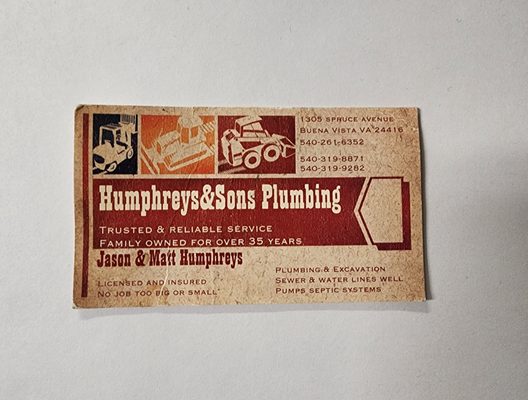 1305 Spruce Avenue
Buena Vista VA 24416
540-261-6352
540-319-8871
540-319-9282
Humphreys&Sons Plumbing
Trusted & reliable service
Family owned for over 35 years
Jason & Matt Humphreys
Licensed and insured
No job too big or small
Plumbing & Excavation
Sewer & water lines well
Pumps septic systems